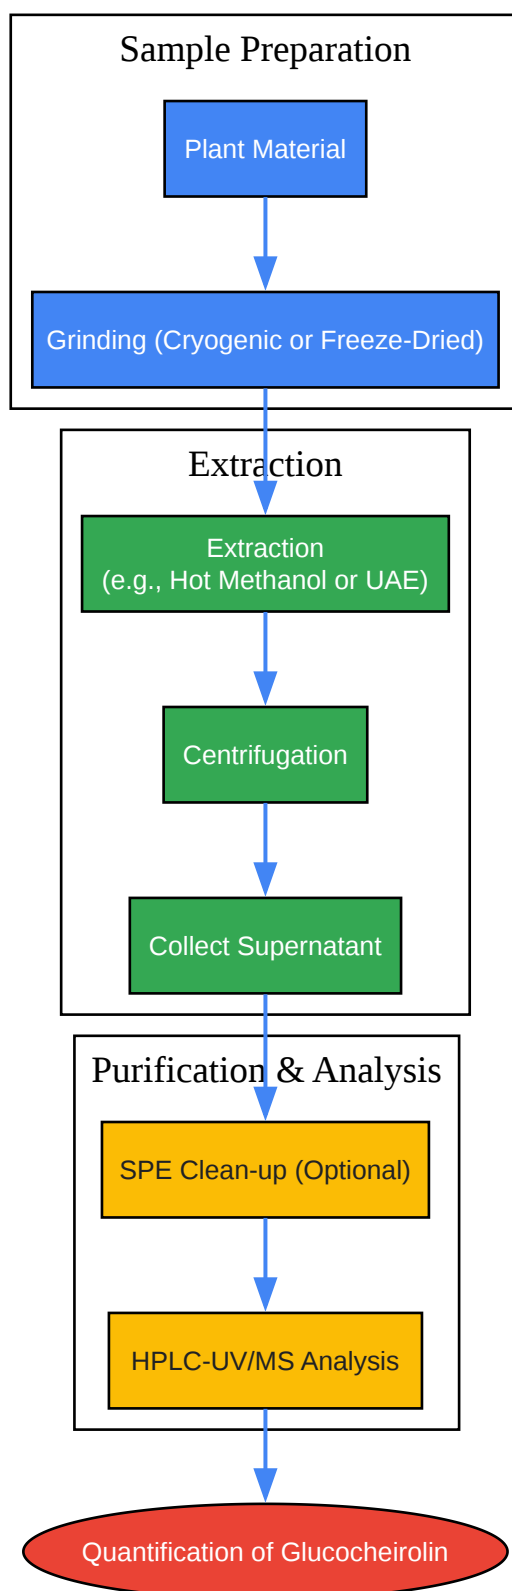 Sample Preparation
Plant Material
Grinding (Cryogenic or Freeze-Dried)
Extraction
Extraction
(e.g., Hot Methanol or UAE)
Centrifugation
Collect Supernatant
Purification & Analysis
SPE Clean-up (Optional)
HPLC-UV/MS Analysis
Quantification of Glucocheirolin